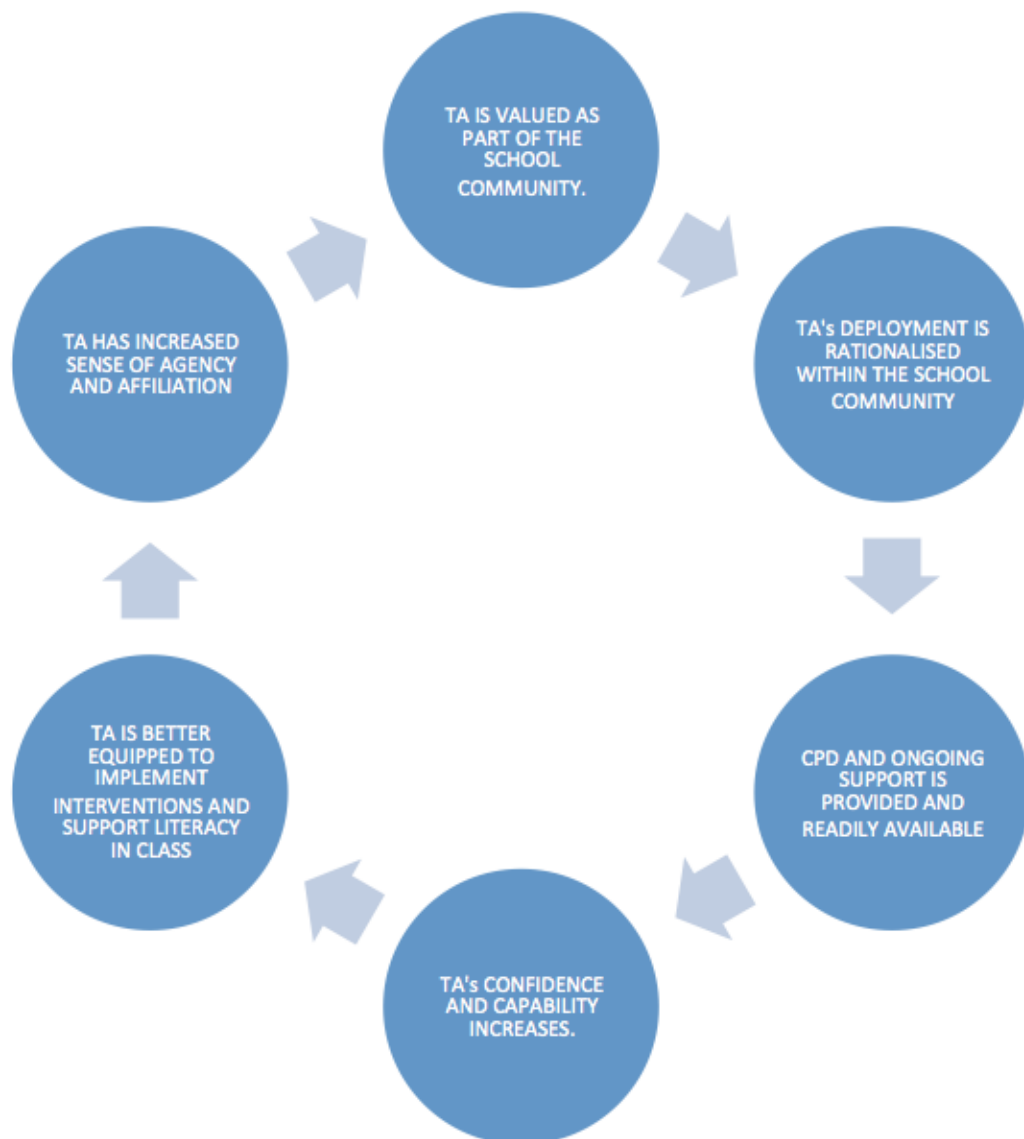 TA IS VALUED AS
PART OF THE
SCHOOL
COMMUNITY.
TA's DEPLOYMENT IS
RATIONALISED
WITHIN THE SCHOOL
COMMUNITY
CPD AND ONGOING
SUPPORT IS
PROVIDED AND
READILY AVAILABLE
TA's CONFIDENCE
AND CAPABILITY
INCREASES.
TA IS BETTER
EQUIPPED TO
IMPLEMENT
INTERVENTIONS AND
SUPPORT LITERACY
IN CLASS
TA HAS INCREASED
SENSE OF AGENCY
AND AFFILIATION